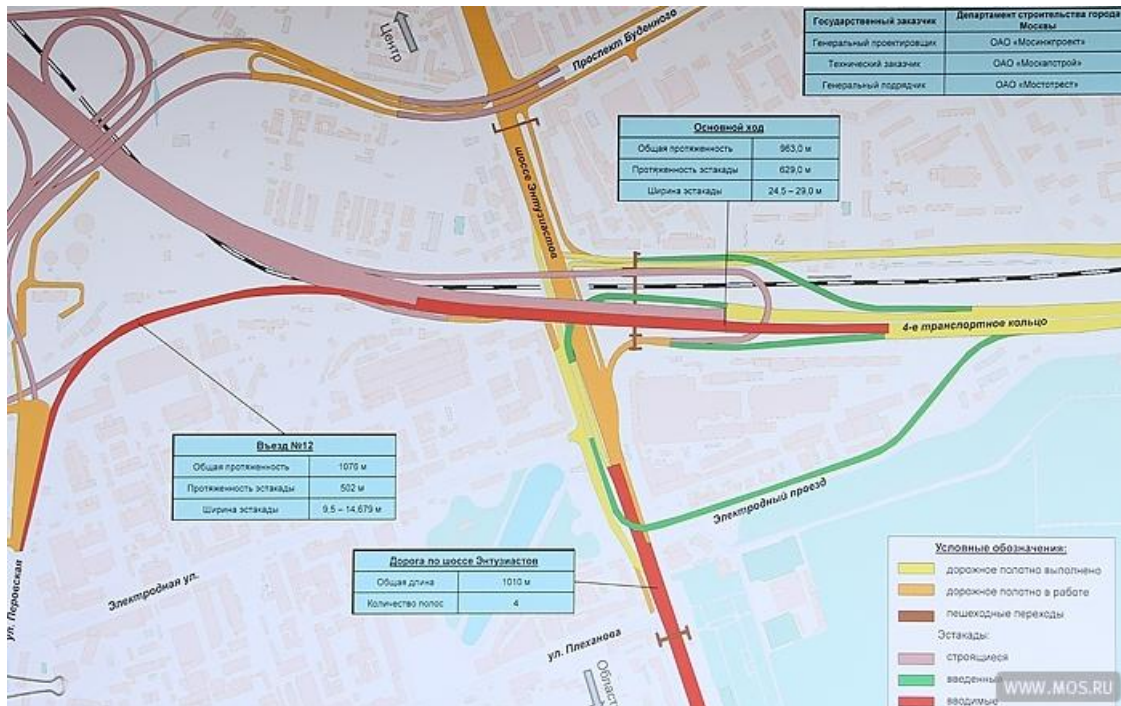 Центр
Проспект Буденного
Государственный заказчик
Департамент строительства города Москвы
Генеральный проектировщик
ОАО «Мосинжпроект»
Технический заказчик
ОАО «Москапстрой»
Генеральный подрядчик
ОАО «Мостотрест»
Основной ход
Общая протяженность 963,0 м
Протяженность эстакады 629,0 м
Ширина эстакады 24,5 – 29,0 м
шоссе Энтузиастов
4-е транспортное кольцо
Въезд №12
Общая протяженность 1076 м
Протяженность эстакады 502 м
Ширина эстакады 9,5 – 14,679 м
Электродный проезд
Дорога по шоссе Энтузиастов
Общая длина 1010 м
Количество полос 4
ул. Перовская
Электродная ул.
ул. Плеханова
Област
Условные обозначения:
дорожное полотно выполнено
дорожное полотно в работе
пешеходные переходы
Эстакады:
строящиеся
введенны
вводимые
WWW.MOS.RU